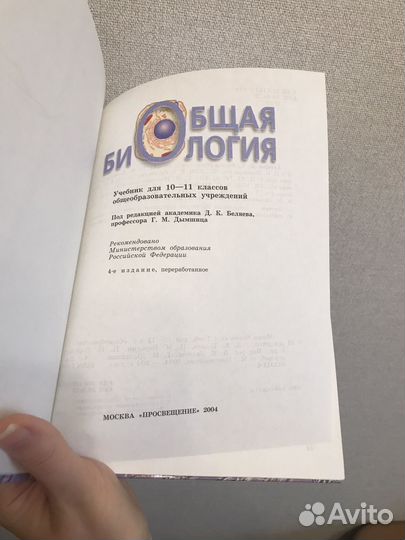 ОБЩАЯ
БИОЛОГИЯ
Учебник для 10—11 классов
общеобразовательных учреждений
Под редакцией академика Д. К. Беляева,
профессора Г. М. Дымшица
Рекомендовано
Министерством образования
Российской Федерации
4-е издание, переработанное
МОСКВА «ПРОСВЕЩЕНИЕ» 2004
Avito